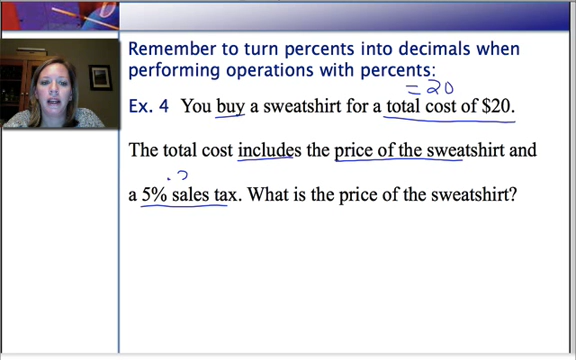 Remember to turn percents into decimals when
performing operations with percents:
= 20
Ex. 4 You buy a sweatshirt for a total cost of $20.
The total cost includes the price of the sweatshirt and
a 5% sales tax. What is the price of the sweatshirt?